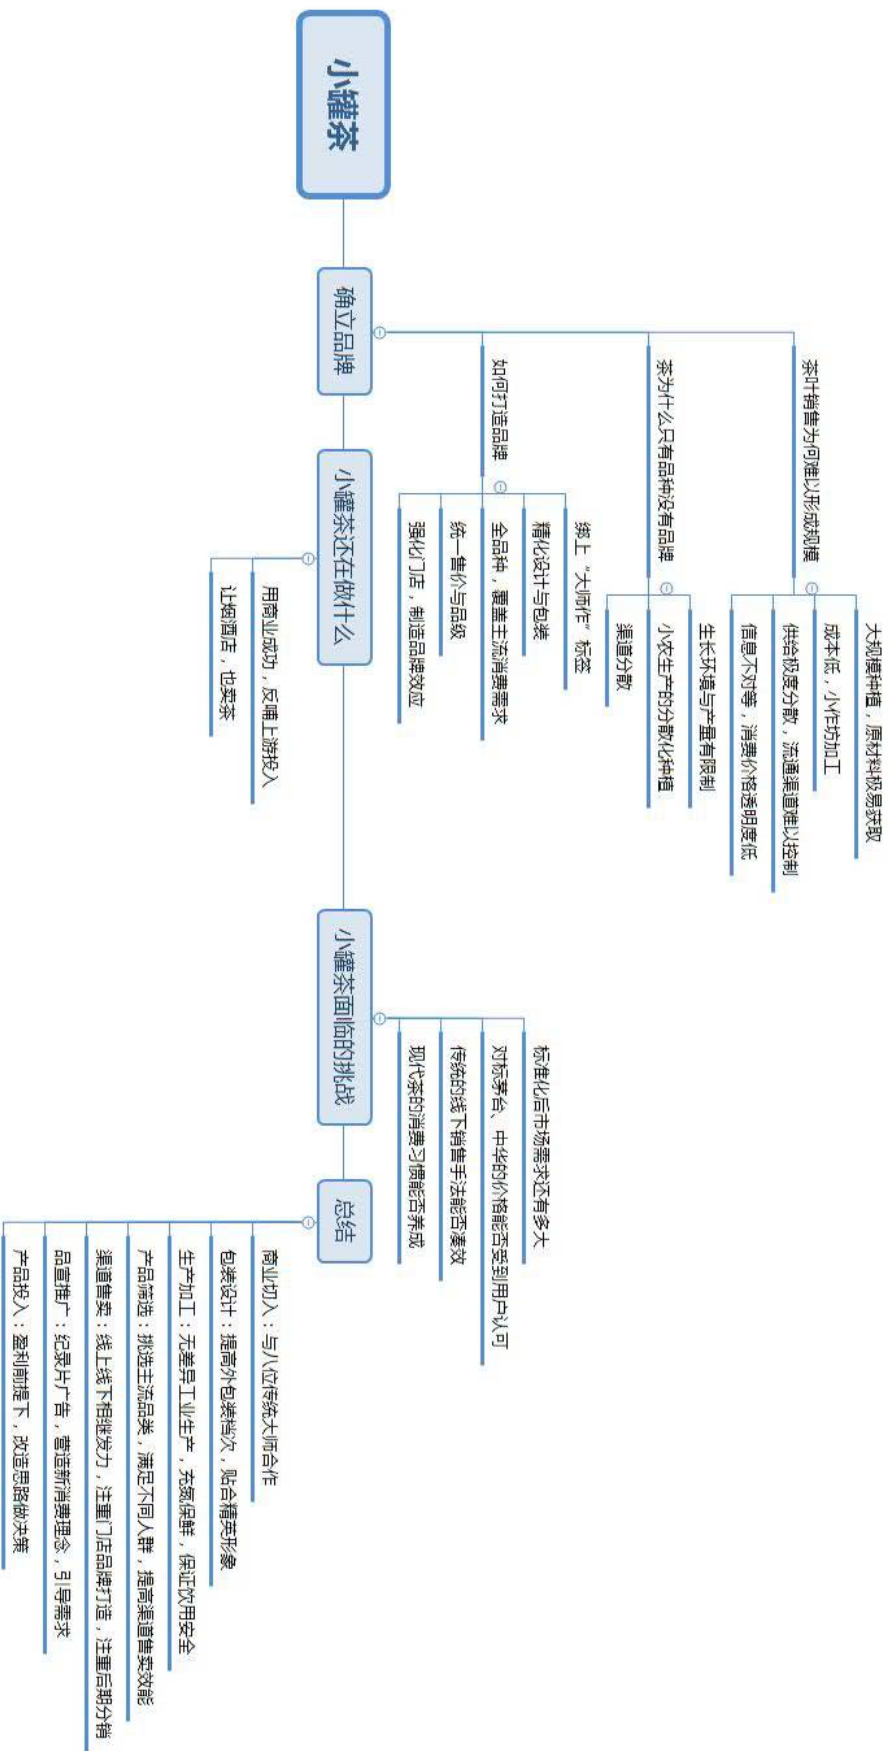 小罐茶
确立品牌
茶叶销售为何难以形成规模
大规模种植，原材料极易获取
成本低，小作坊加工
供给极度分散，流通渠道难以控制
信息不对等，消费价格透明度低
茶为什么只有品种没有品牌
生长环境与产量有限制
小农生产的分散化种植
渠道分散
如何打造品牌
绑上“大师作”标签
精化设计与包装
全品种，覆盖主流消费需求
统一售价与品级
强化门店，制造品牌效应
小罐茶还在做什么
用商业成功，反哺上游投入
让烟酒店，也卖茶
小罐茶面临的挑战
标准化后市场需求还有多大
对标茅台、中华的价格能否受到用户认可
传统的线下销售手法能否凑效
现代茶的消费习惯能否养成
总结
商业切入：与八位传统大师合作
包装设计：提高外包装档次，贴合精英形象
生产加工：无差异工业生产，充氮保鲜，保证饮用安全
产品筛选：挑选主流品类，满足不同人群，提高渠道售卖效能
渠道售卖：线上线下相继发力，注重门店品牌打造，注重后期分销
品宣推广：纪录片广告，营造新消费理念，引导需求
产品投入：盈利前提下，改造思路做决策